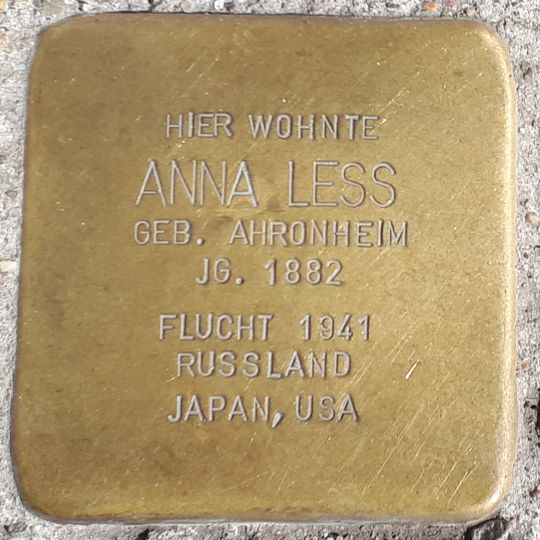 HIER WOHNTE
ANNA LESS
GEB. AHRONHEIM
JG. 1882
FLUCHT 1941
RUSSLAND
JAPAN, USA